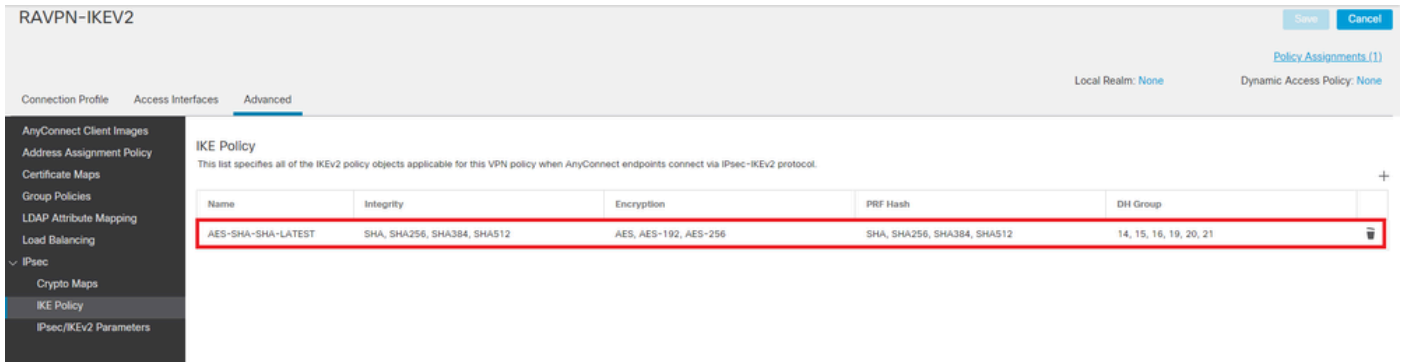 RAVPN-IKEV2
Save Cancel
Policy Assignments (1)
Local Realm: None Dynamic Access Policy: None
Connection Profile Access Interfaces Advanced
AnyConnect Client Images
Address Assignment Policy
Certificate Maps
Group Policies
LDAP Attribute Mapping
Load Balancing
IPsec
Crypto Maps
IKE Policy
IPsec/IKEv2 Parameters
IKE Policy
This list specifies all of the IKEv2 policy objects applicable for this VPN policy when AnyConnect endpoints connect via IPsec-IKEv2 protocol.
Name Integrity Encryption PRF Hash DH Group
AES-SHA-SHA-LATEST SHA, SHA256, SHA384, SHA512 AES, AES-192, AES-256 SHA, SHA256, SHA384, SHA512 14, 15, 16, 19, 20, 21